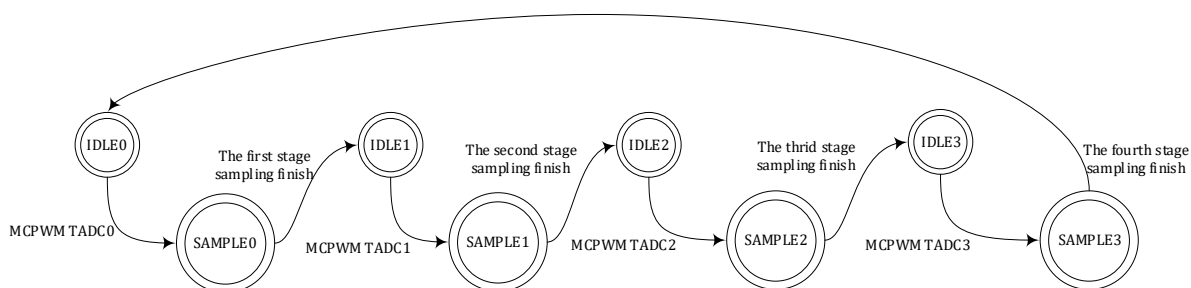 IDLE0
IDLE1
IDLE2
IDLE3
The first stage
sampling finish
The second stage
sampling finish
The thrid stage
sampling finish
The fourth stage
sampling finish
MCPWM TADC0
SAMPLE0
MCPWM TADC1
SAMPLE1
MCPWM TADC2
SAMPLE2
MCPWM TADC3
SAMPLE3